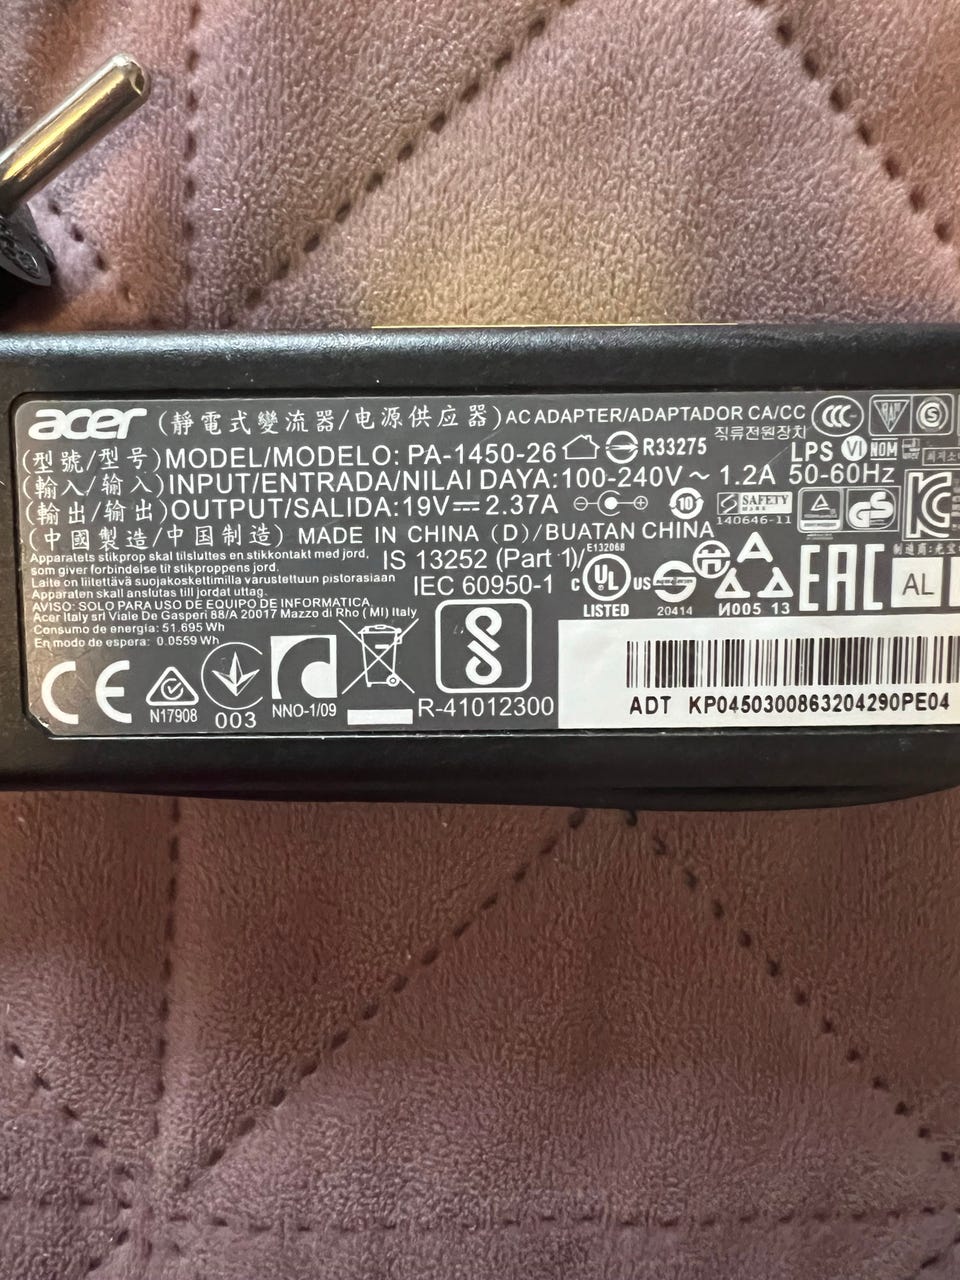 acer (靜電式變流器/电源供应器) AC ADAPTER/ADAPTADOR CA/CC
직류전원장치
(型號/型号) MODEL/MODELO: PA-1450-26 R33275 LPS VI NOM
(輸入/输入) INPUT/ENTRADA/NILAI DAYA: 100-240V ~ 1.2A 50-60Hz
(輸出/输出) OUTPUT/SALIDA: 19V⎓ 2.37A
10
SAFETY
MARK
140646-11
GS
KC
(中國製造/中国制造) MADE IN CHINA (D)/BUATAN CHINA
Apparatets stikprop skal tilsluttes en stikkontakt med jord,
som giver forbindelse til stikproppens jord.
Laite on liitettävä suojakoskettimilla varustettuun pistorasiaan
Apparaten skall anslutas till jordat uttag.
IS 13252 (Part 1)/
IEC 60950-1
E132068
C UL US
LISTED
20414
И005 13
EAC
AL
AVISO: SOLO PARA USO DE EQUIPO DE INFORMATICA
Acer Italy srl Viale De Gasperi 88/A 20017 Mazzo di Rho (MI) Italy
Consumo de energia: 51.695 Wh
En modo de espera: 0.0559 Wh
CE
N17908
003
NNO-1/09
R-41012300
ADT KP0450300863204290PE04